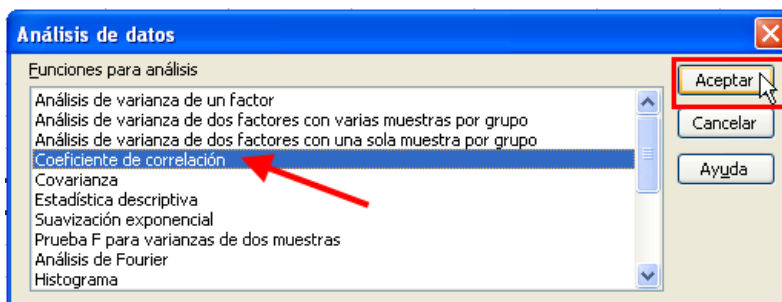 Análisis de datos
Funciones para análisis
Análisis de varianza de un factor
Análisis de varianza de dos factores con varias muestras por grupo
Análisis de varianza de dos factores con una sola muestra por grupo
Coeficiente de correlación
Covarianza
Estadística descriptiva
Suavización exponencial
Prueba F para varianzas de dos muestras
Análisis de Fourier
Histograma
Aceptar
Cancelar
Ayuda